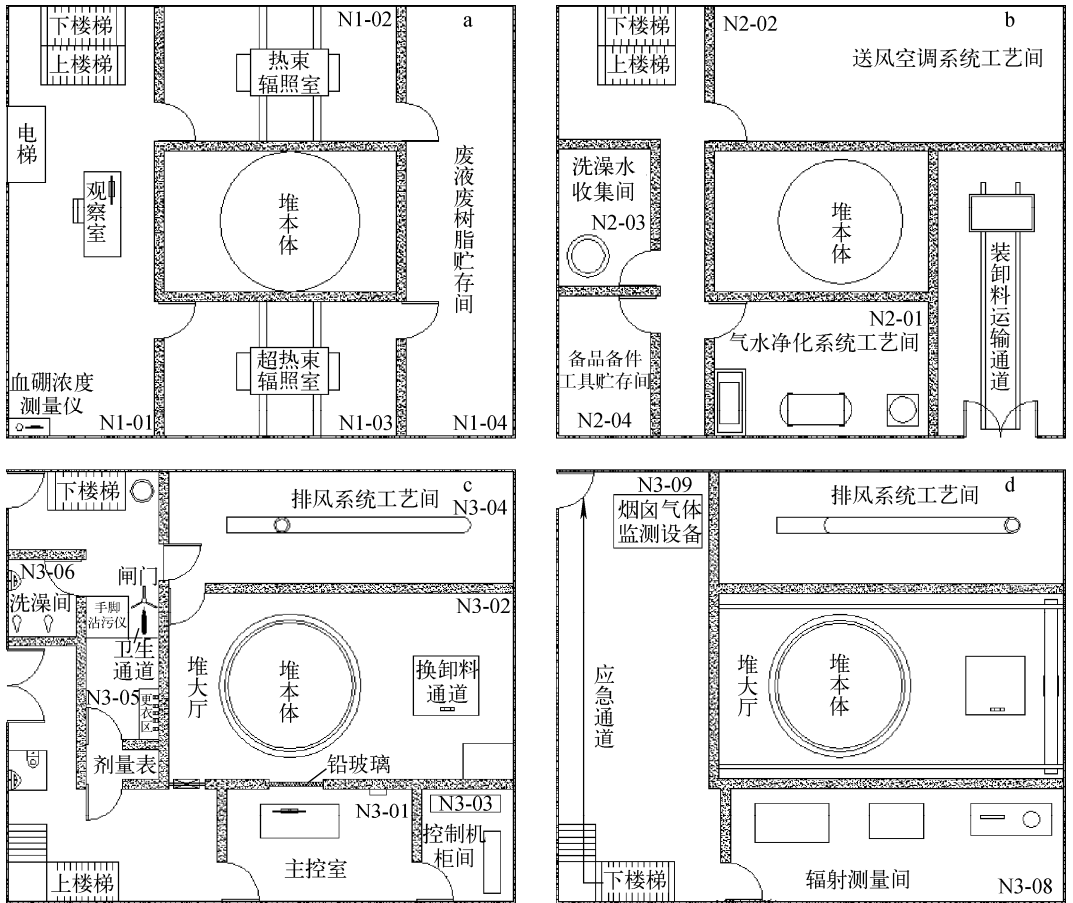 下楼梯
上楼梯
N1-02
a
热束
辐照室
电
梯
观
察
室
堆
本
体
废
液
废
树
脂
贮
存
间
超热束
辐照室
血硼浓度
测量仪
N1-01
N1-03
N1-04
下楼梯
上楼梯
N2-02
b
送风空调系统工艺间
洗澡水
收集间
N2-03
堆
本
体
装
卸
料
运
输
通
道
N2-01
气水净化系统工艺间
备品备件
工具贮存间
N2-04
下楼梯
c
排风系统工艺间
N3-04
N3-06
洗澡间
闸门
手脚
沾污仪
卫生
通道
N3-05
更
衣
区
剂量表
N3-02
堆
大
厅
堆
本
体
换卸料
通道
铅玻璃
N3-01
N3-03
控制机
柜间
主控室
上楼梯
N3-09
烟囱气体
监测设备
d
排风系统工艺间
应
急
通
道
堆
大
厅
堆
本
体
下楼梯
辐射测量间
N3-08